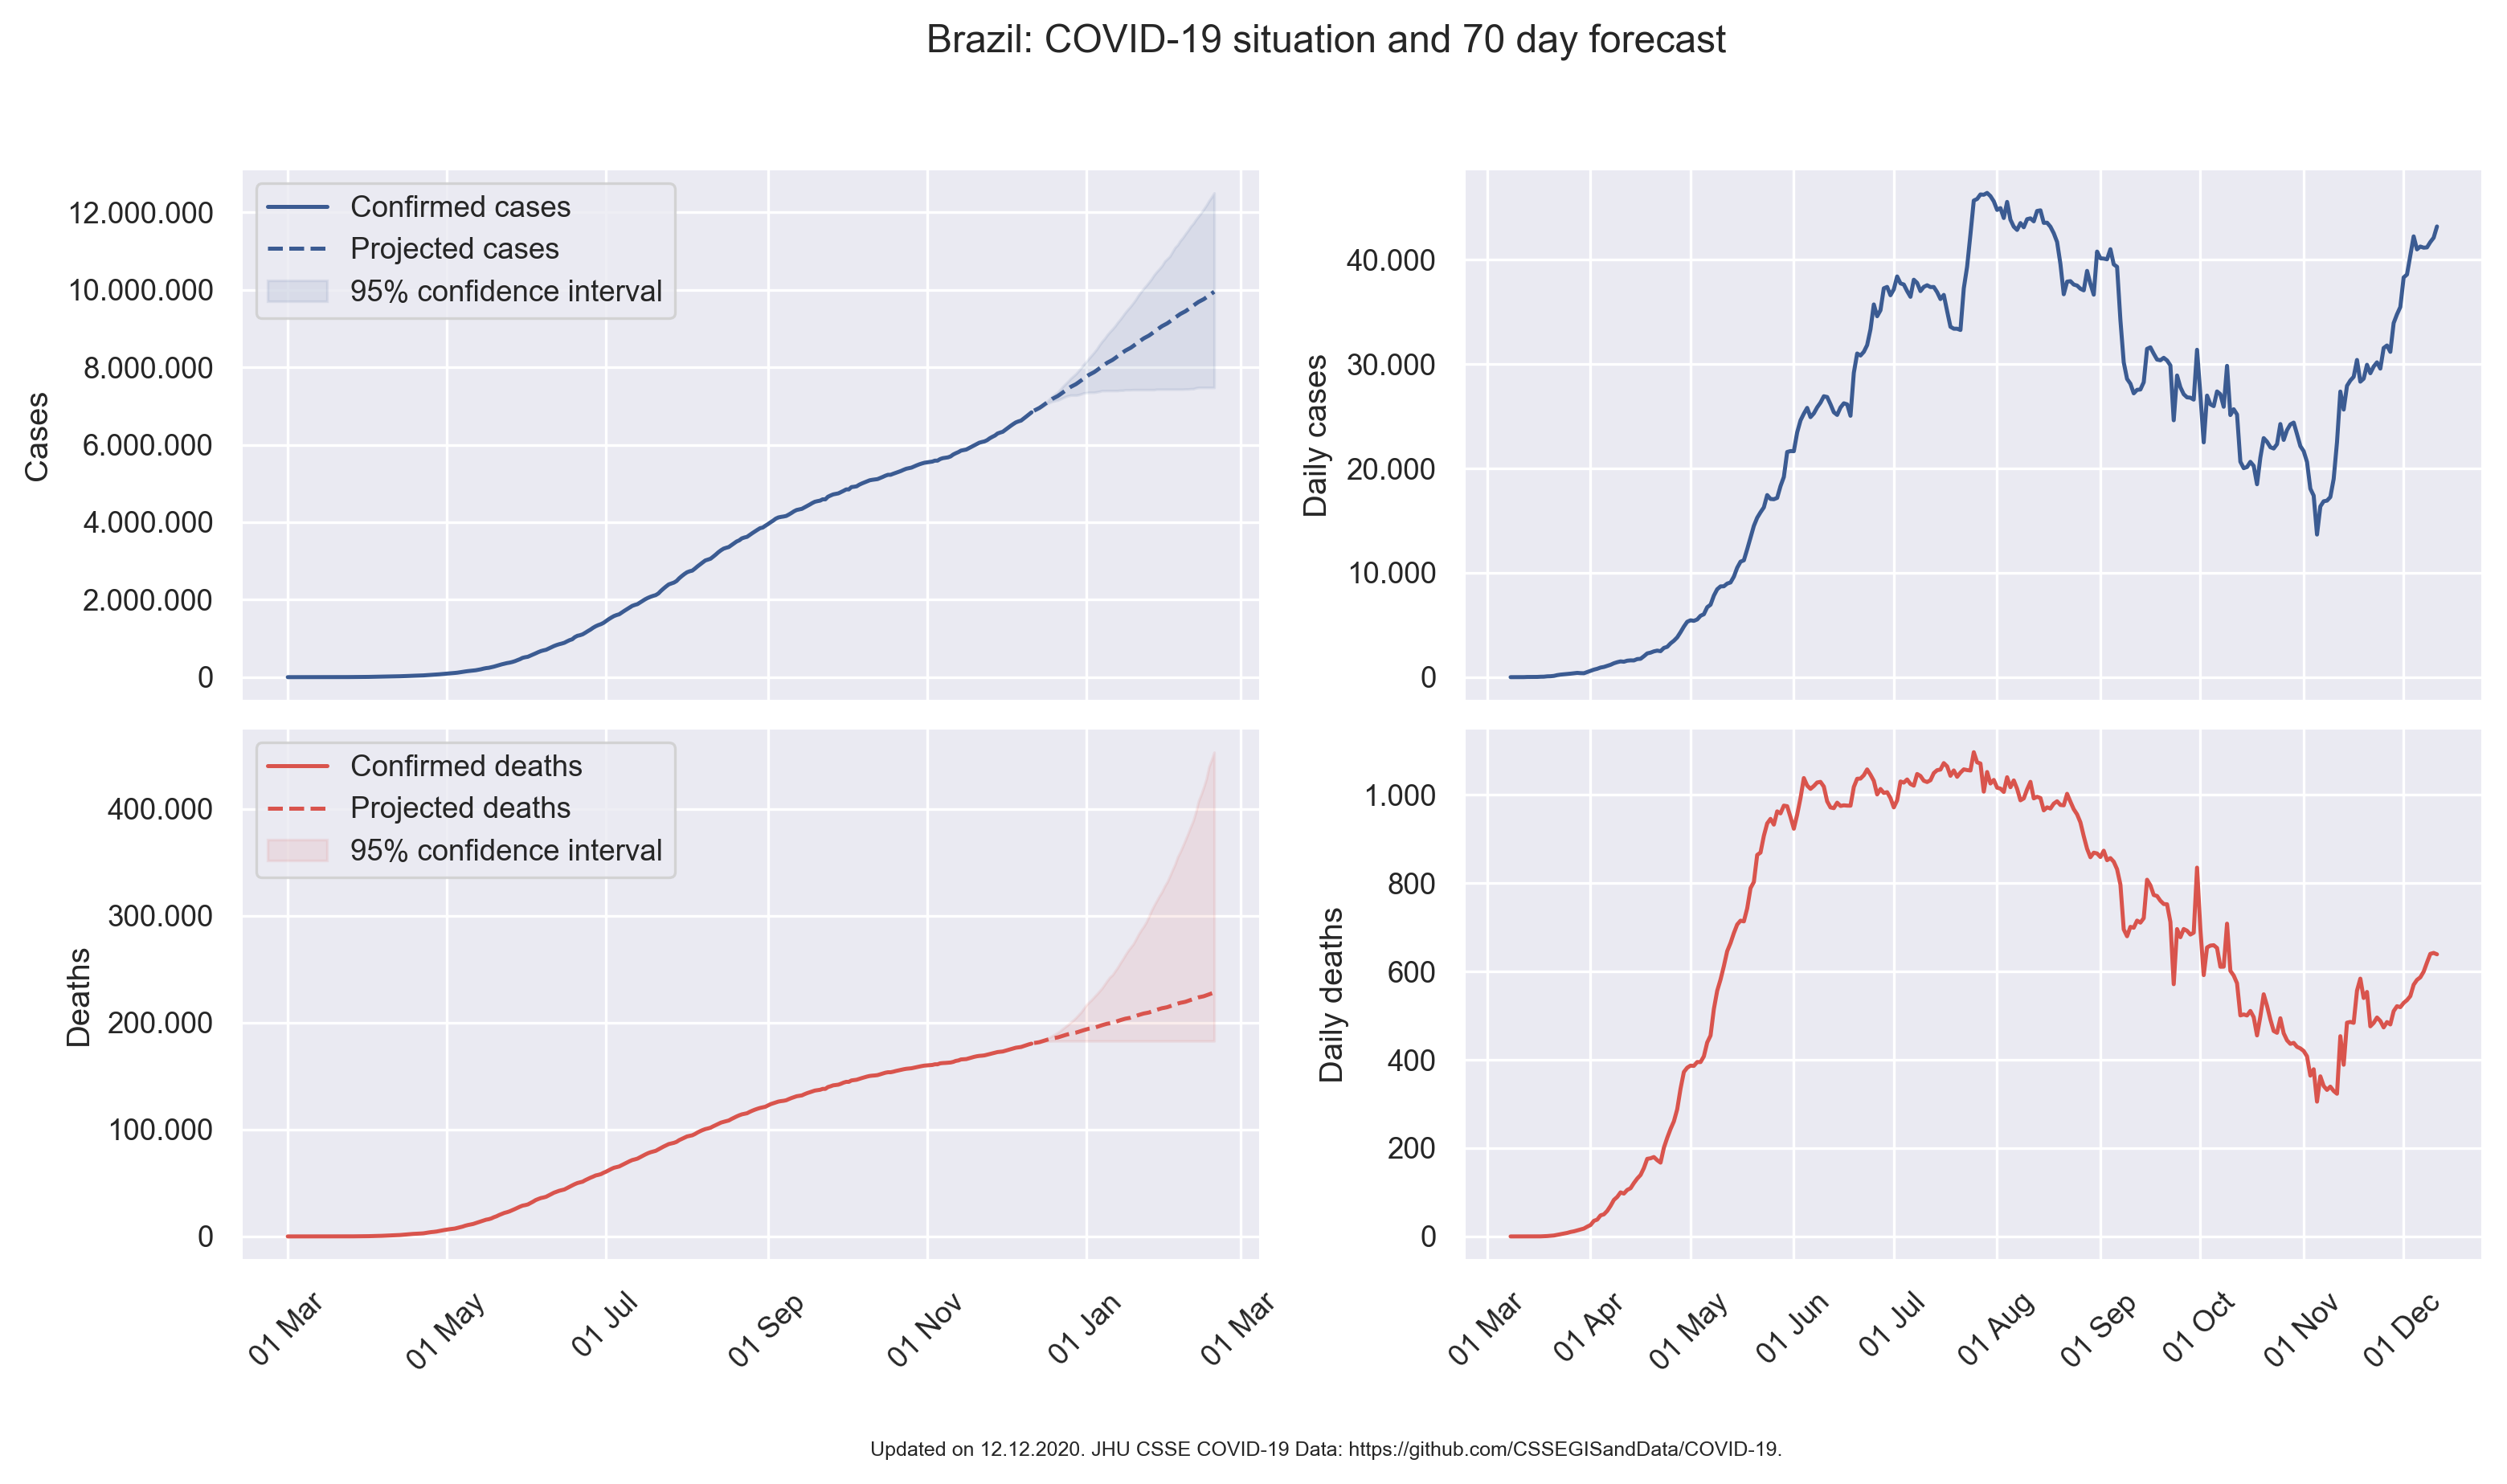 Brazil: COVID-19 situation and 70 day forecast
Cases
12.000.000
10.000.000
8.000.000
6.000.000
4.000.000
2.000.000
0
Confirmed cases
Projected cases
95% confidence interval
Daily cases
40.000
30.000
20.000
10.000
0
Deaths
400.000
300.000
200.000
100.000
0
Confirmed deaths
Projected deaths
95% confidence interval
01 Mar
01 May
01 Jul
01 Sep
01 Nov
01 Jan
01 Mar
Daily deaths
1.000
800
600
400
200
0
01 Mar
01 Apr
01 May
01 Jun
01 Jul
01 Aug
01 Sep
01 Oct
01 Nov
01 Dec
Updated on 12.12.2020. JHU CSSE COVID-19 Data: https://github.com/CSSEGISandData/COVID-19.